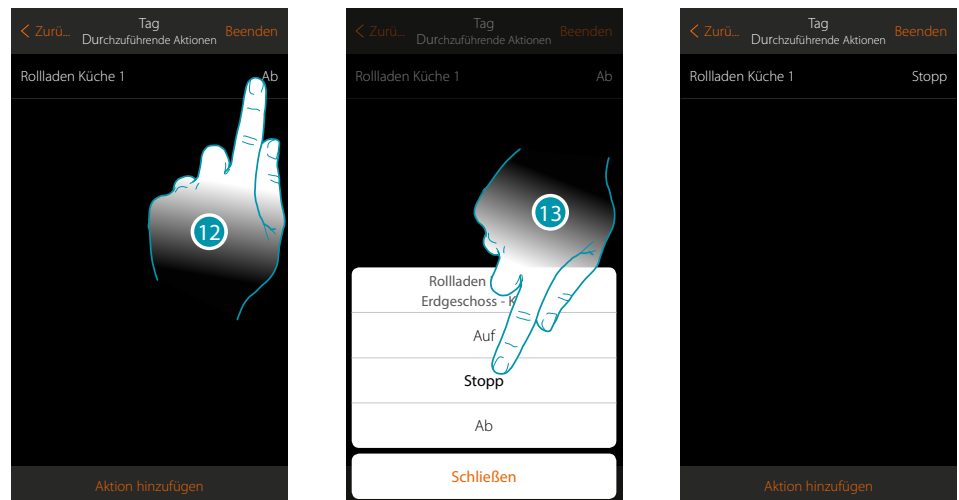 Tag
< Zurü... Durchzuführende Aktionen Beenden
Rollladen Küche 1 Ab
12
Aktion hinzufügen
Tag
< Zurü... Durchzuführende Aktionen Beenden
Rollladen Küche 1 Ab
13
Rollladen
Erdgeschoss - K
Auf
Stopp
Ab
Schließen
Tag
< Zurü... Durchzuführende Aktionen Beenden
Rollladen Küche 1 Stopp
Aktion hinzufügen